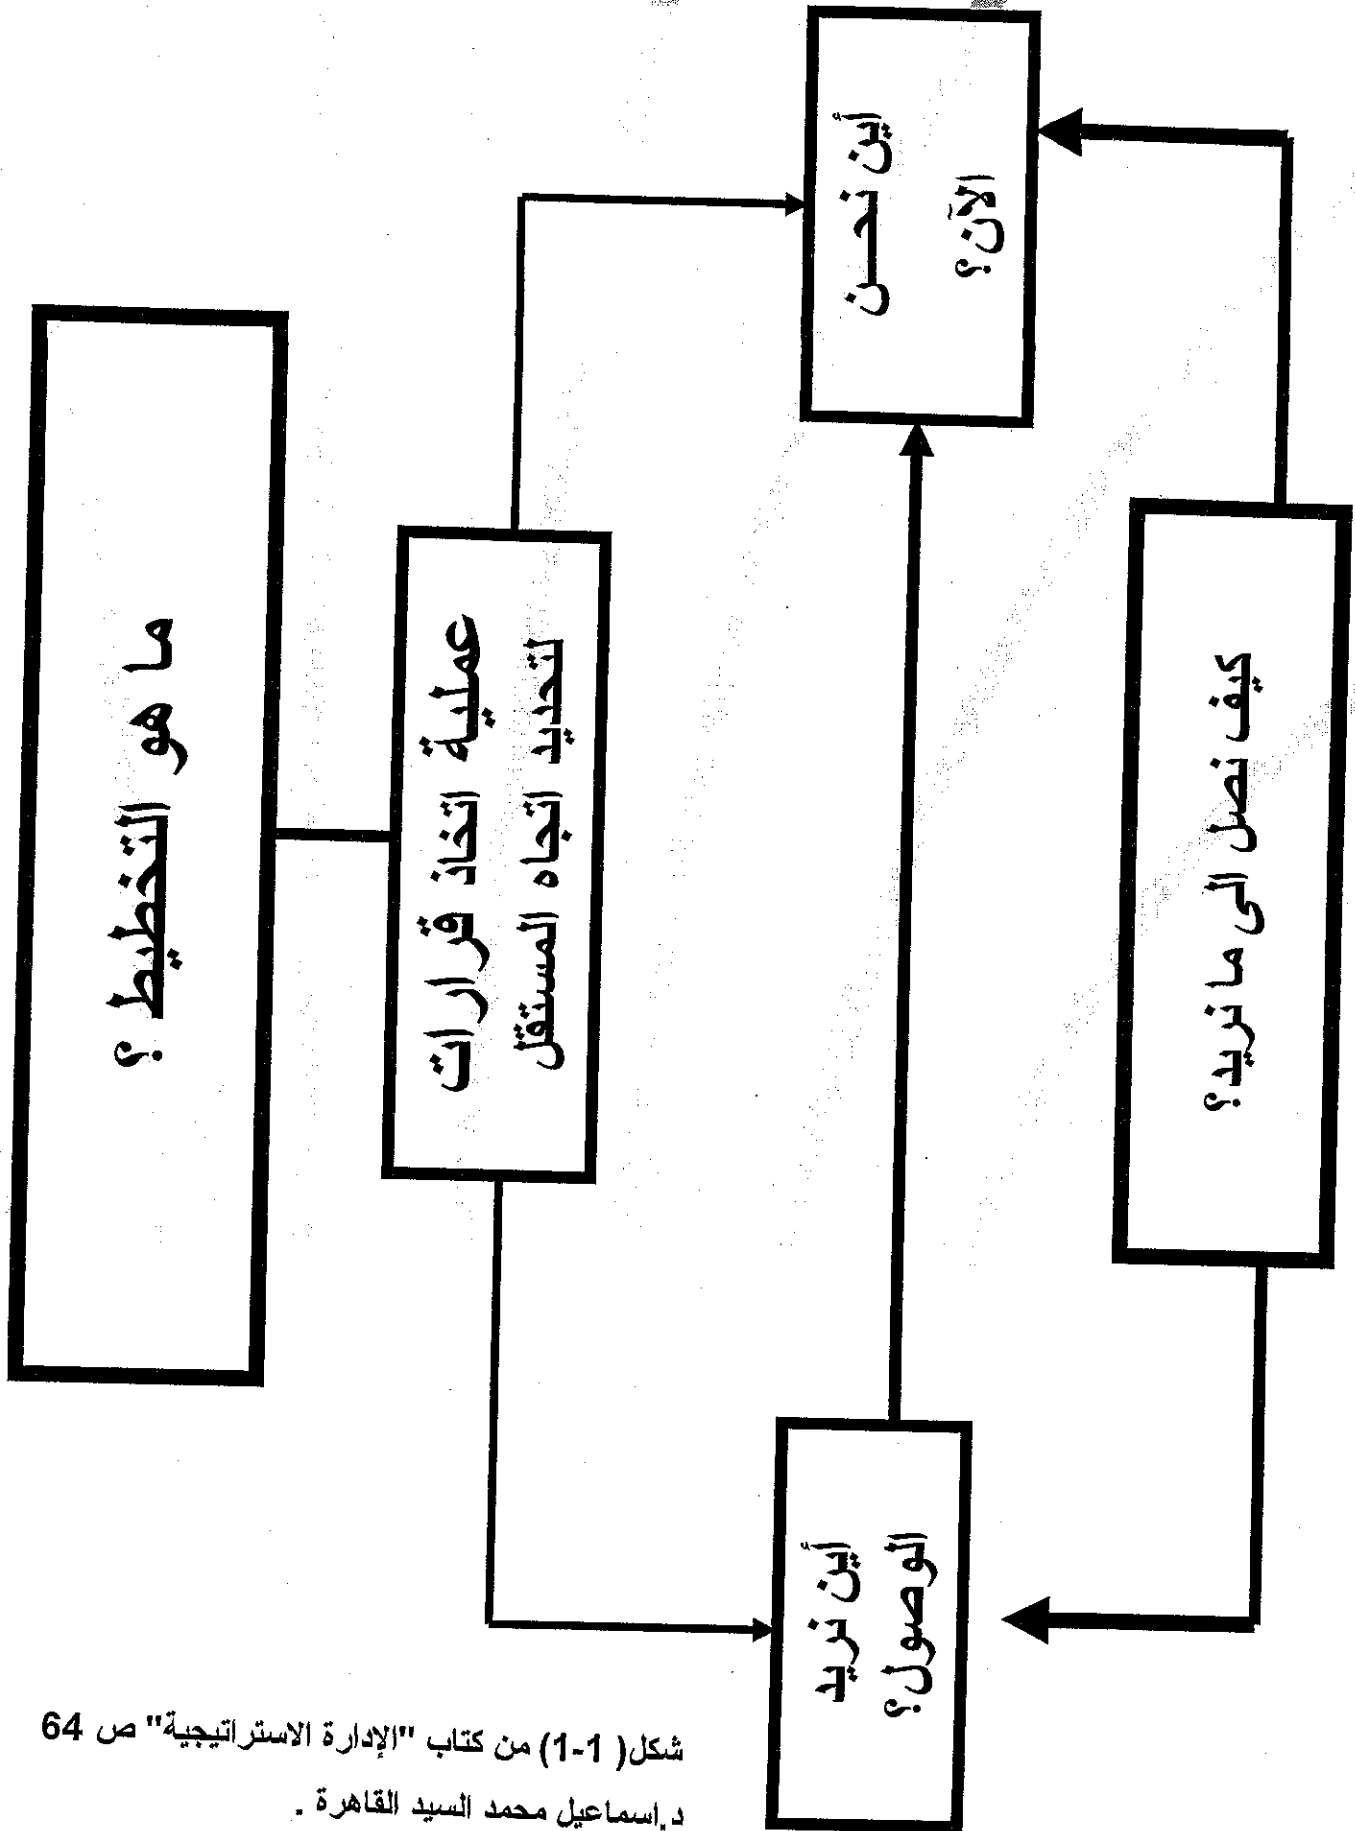 ما هو التخطيط ؟
عملية اتخاذ قرارات
لتحديد اتجاه المستقل
أين نحن
الآن؟
أين نريد
الوصول؟
كيف نصل الى ما نريد؟
شكل( 1-1) من كتاب "الإدارة الاستراتيجية" ص 64
د.اسماعيل محمد السيد القاهرة .